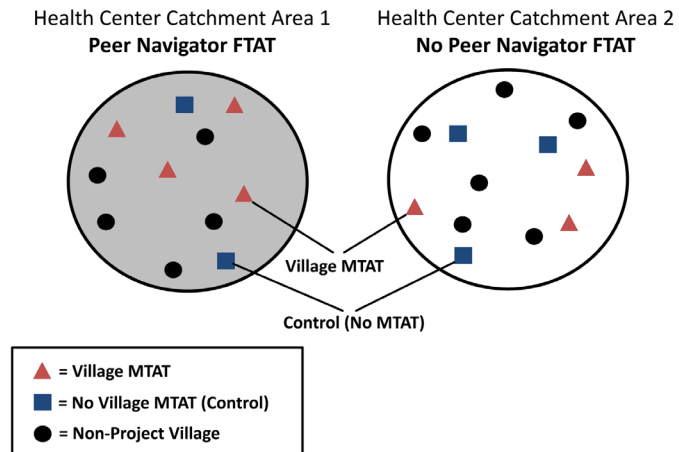 Health Center Catchment Area 1
Peer Navigator FTAT
Health Center Catchment Area 2
No Peer Navigator FTAT
Village MTAT
Control (No MTAT)
= Village MTAT
= No Village MTAT (Control)
= Non-Project Village